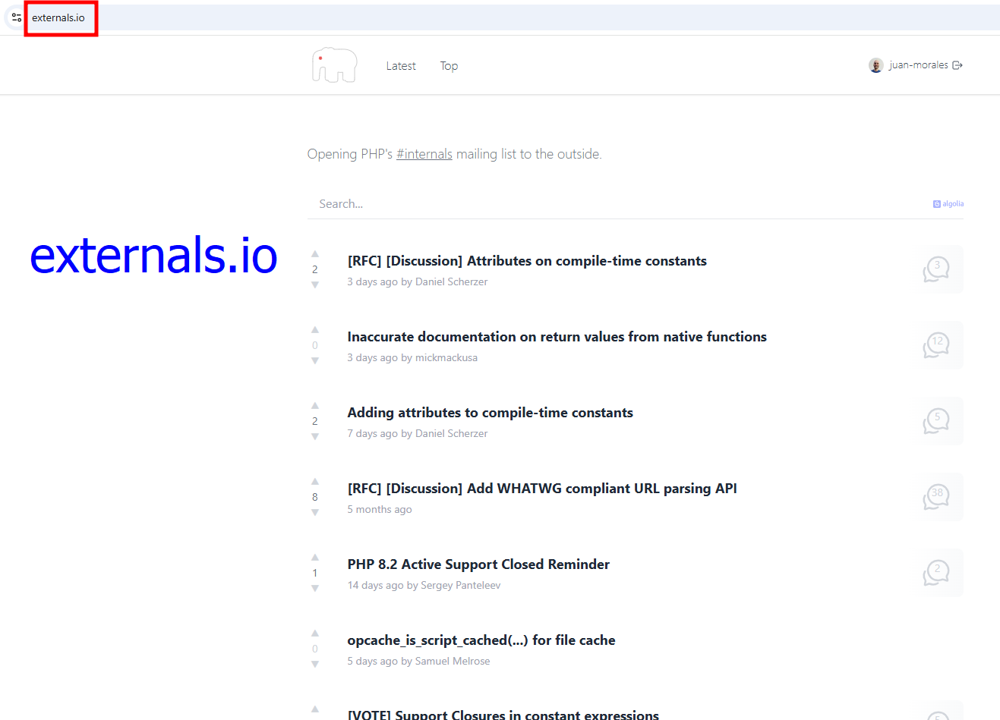 externals.io
Latest Top juan-morales
Opening PHP's #internals mailing list to the outside.
Search... algolia
externals.io
2
[RFC] [Discussion] Attributes on compile-time constants
3 days ago by Daniel Scherzer
3
0
Inaccurate documentation on return values from native functions
3 days ago by mickmackusa
12
2
Adding attributes to compile-time constants
7 days ago by Daniel Scherzer
5
8
[RFC] [Discussion] Add WHATWG compliant URL parsing API
5 months ago
38
1
PHP 8.2 Active Support Closed Reminder
14 days ago by Sergey Panteleev
2
0
opcache_is_script_cached(...) for file cache
5 days ago by Samuel Melrose
[VOTE] Support Closures in constant expressions
5